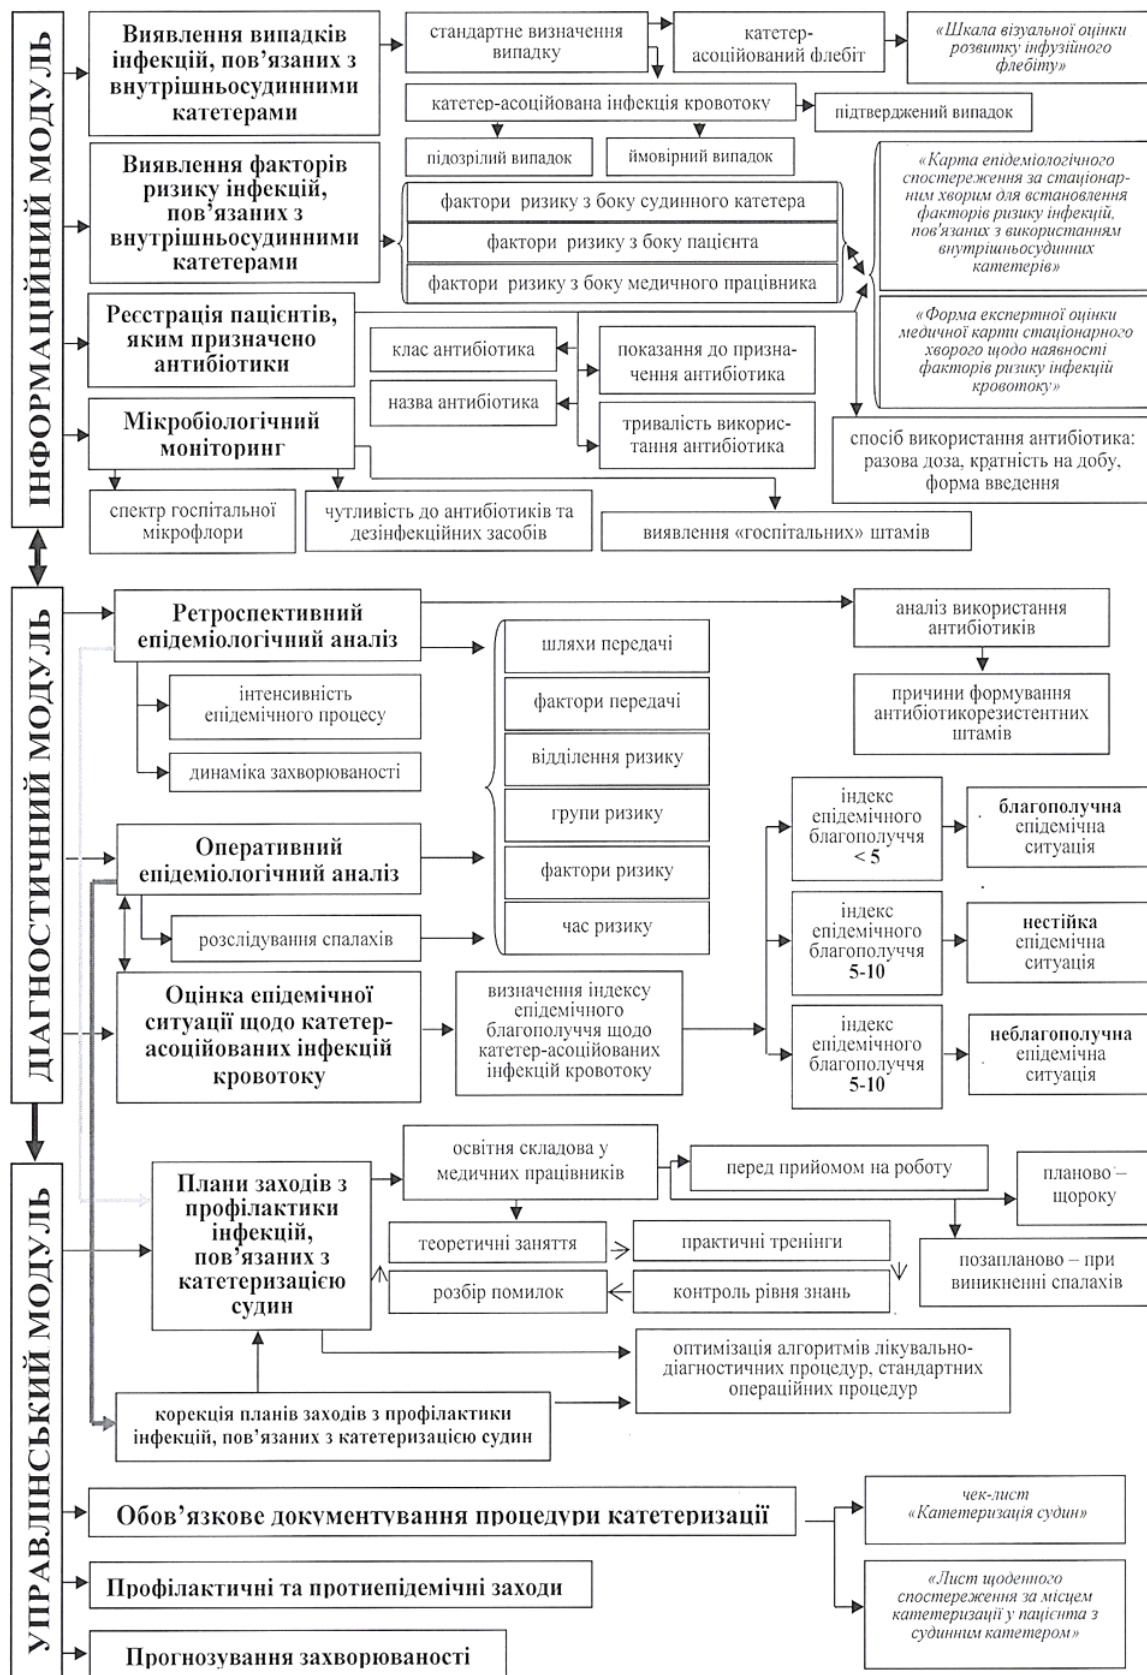 ІНФОРМАЦІЙНИЙ МОДУЛЬ
Виявлення випадків
інфекцій, пов’язаних з
внутрішньосудинними
катетерами
стандартне визначення
випадку
катетер-
асоційований флебіт
«Шкала візуальної оцінки
розвитку інфузійного
флебіту»
катетер-асоційована інфекція кровотоку
підтверджений випадок
підозрілий випадок
ймовірний випадок
Виявлення факторів
ризику інфекцій,
пов’язаних з
внутрішньосудинними
катетерами
фактори ризику з боку судинного катетера
фактори ризику з боку пацієнта
фактори ризику з боку медичного працівника
«Карта епідеміологічного
спостереження за стаціонар-
ним хворим для встановлення
факторів ризику інфекцій,
пов'язаних з використанням
внутрішньосудинних
катетерів»
«Форма експертної оцінки
медичної карти стаціонарного
хворого щодо наявності
факторів ризику інфекцій
кровотоку»
Реєстрація пацієнтів,
яким призначено
антибіотики
клас антибіотика
назва антибіотика
показання до призна-
чення антибіотика
тривалість викорис-
тання антибіотика
спосіб використання антибіотика:
разова доза, кратність на добу,
форма введення
Мікробіологічний
моніторинг
спектр госпітальної
мікрофлори
чутливість до антибіотиків та
дезінфекційних засобів
виявлення «госпітальних» штамів
ДІАГНОСТИЧНИЙ МОДУЛЬ
Ретроспективний
епідеміологічний аналіз
інтенсивність
епідемічного процесу
динаміка захворюваності
шляхи передачі
фактори передачі
відділення ризику
групи ризику
фактори ризику
час ризику
аналіз використання
антибіотиків
причини формування
антибіотикорезистентних
штамів
Оперативний
епідеміологічний аналіз
розслідування спалахів
Оцінка епідемічної
ситуації щодо катетер-
асоційованих інфекцій
кровотоку
визначення індексу
епідемічного
благополуччя щодо
катетер-асоційованих
інфекцій кровотоку
індекс
епідемічного
благополуччя
< 5
благополучна
епідемічна
ситуація
індекс
епідемічного
благополуччя
5-10
нестійка
епідемічна
ситуація
індекс
епідемічного
благополуччя
5-10
неблагополучна
епідемічна
ситуація
УПРАВЛІНСЬКИЙ МОДУЛЬ
Плани заходів з
профілактики
інфекцій,
пов’язаних з
катетеризацією
судин
освітня складова у
медичних працівників
перед прийомом на роботу
планово –
щороку
позапланово – при
виникненні спалахів
теоретичні заняття
практичні тренінги
розбір помилок
контроль рівня знань
оптимізація алгоритмів лікувально-
діагностичних процедур, стандартних
операційних процедур
корекція планів заходів з профілактики
інфекцій, пов’язаних з катетеризацією судин
Обов’язкове документування процедури катетеризації
чек-лист
«Катетеризація судин»
«Лист щоденного
спостереження за місцем
катетеризації у пацієнта з
судинним катетером»
Профілактичні та протиепідемічні заходи
Прогнозування захворюваності